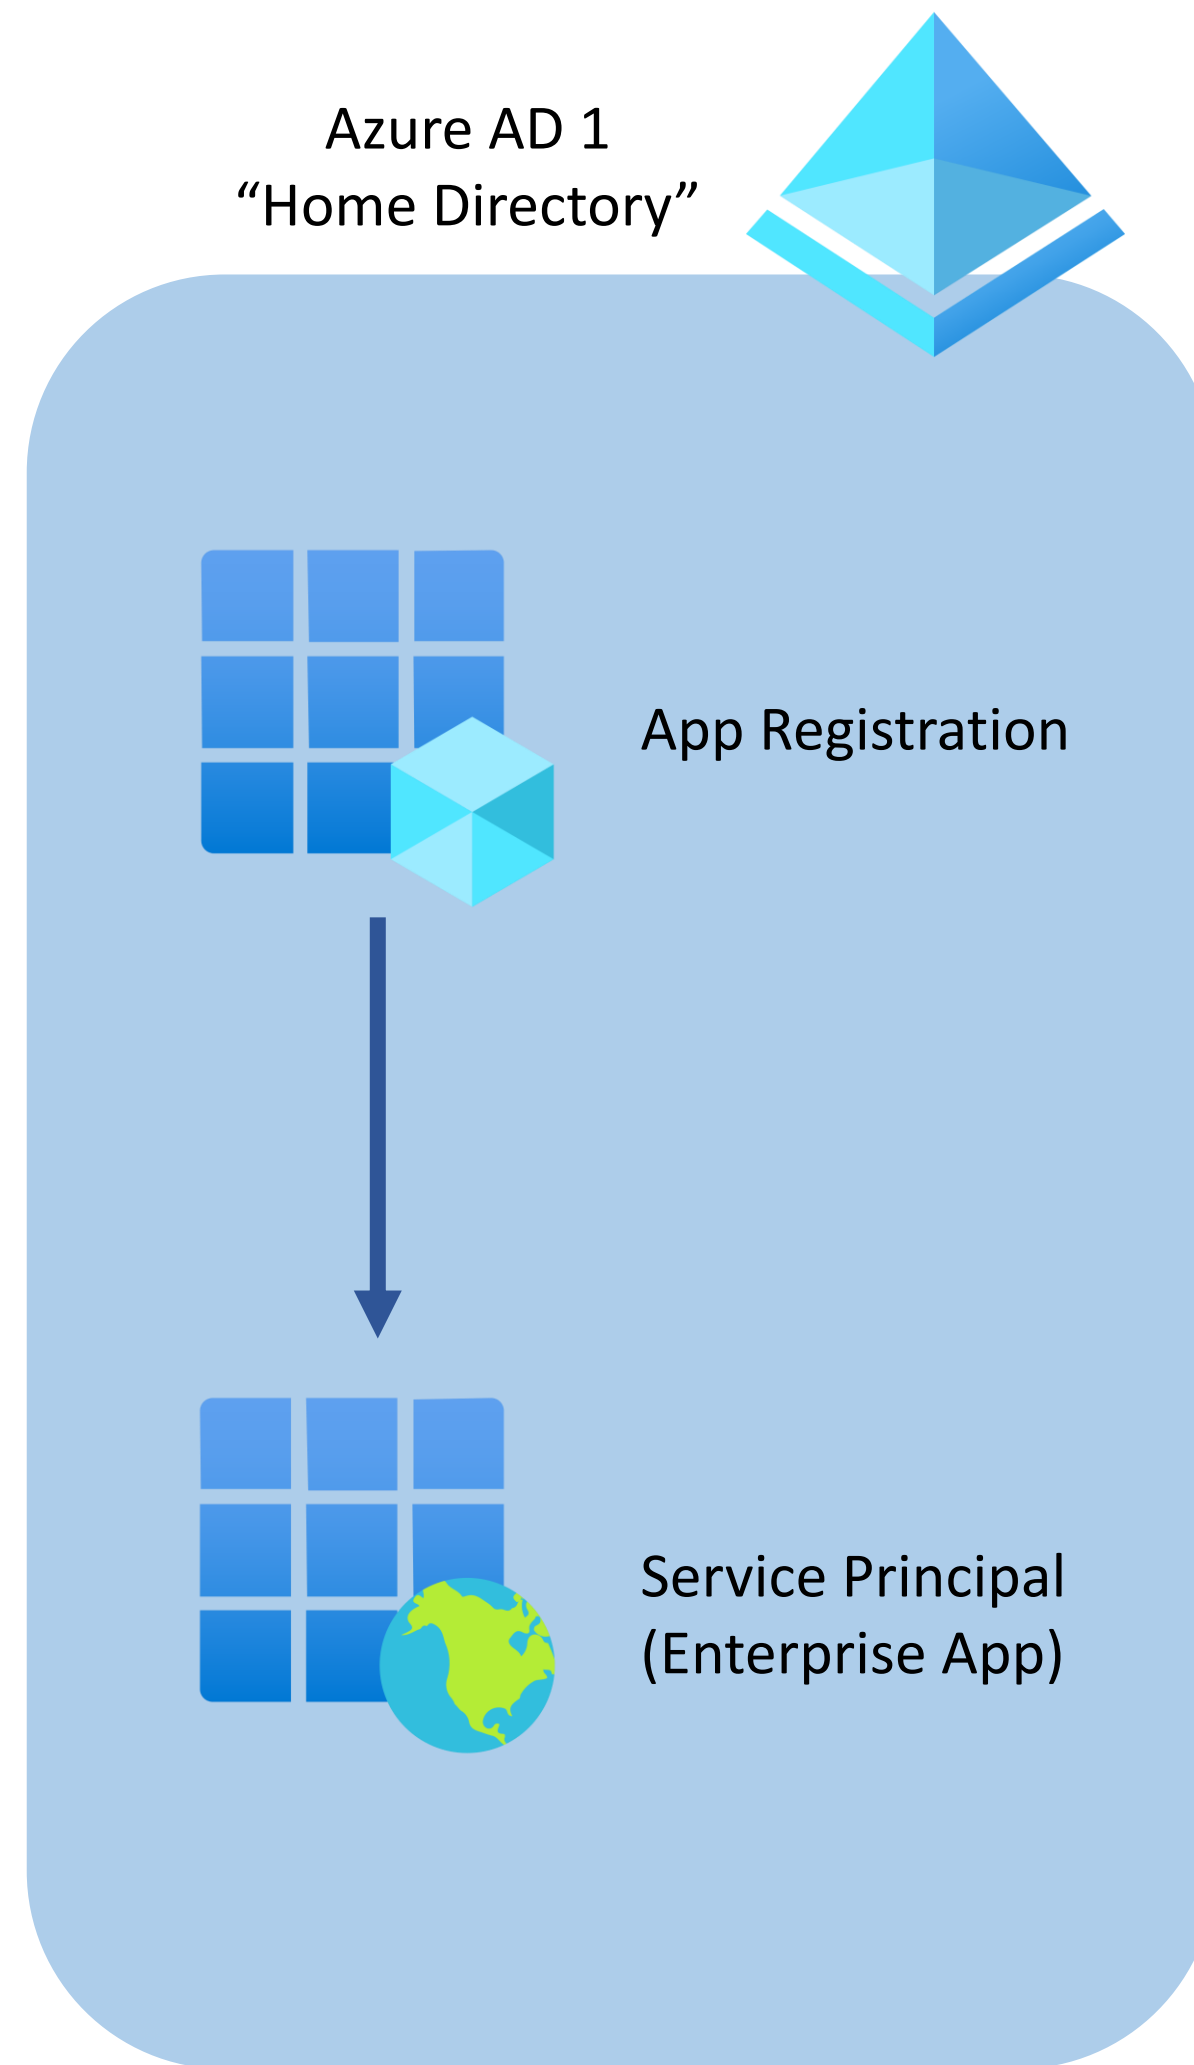 Azure AD 1
“Home Directory”
App Registration
Service Principal
(Enterprise App)